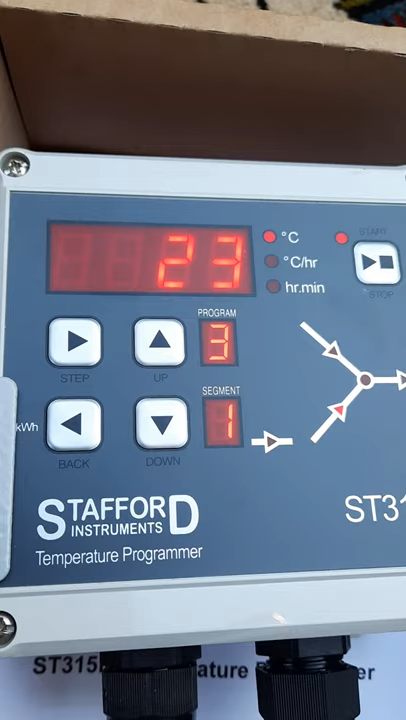 23
°C
START
°C/hr
hr.min
STOP
PROGRAM
3
STEP
UP
SEGMENT
1
kWh
BACK
DOWN
STAFFORD
INSTRUMENTS
ST31
Temperature Programmer
ST315